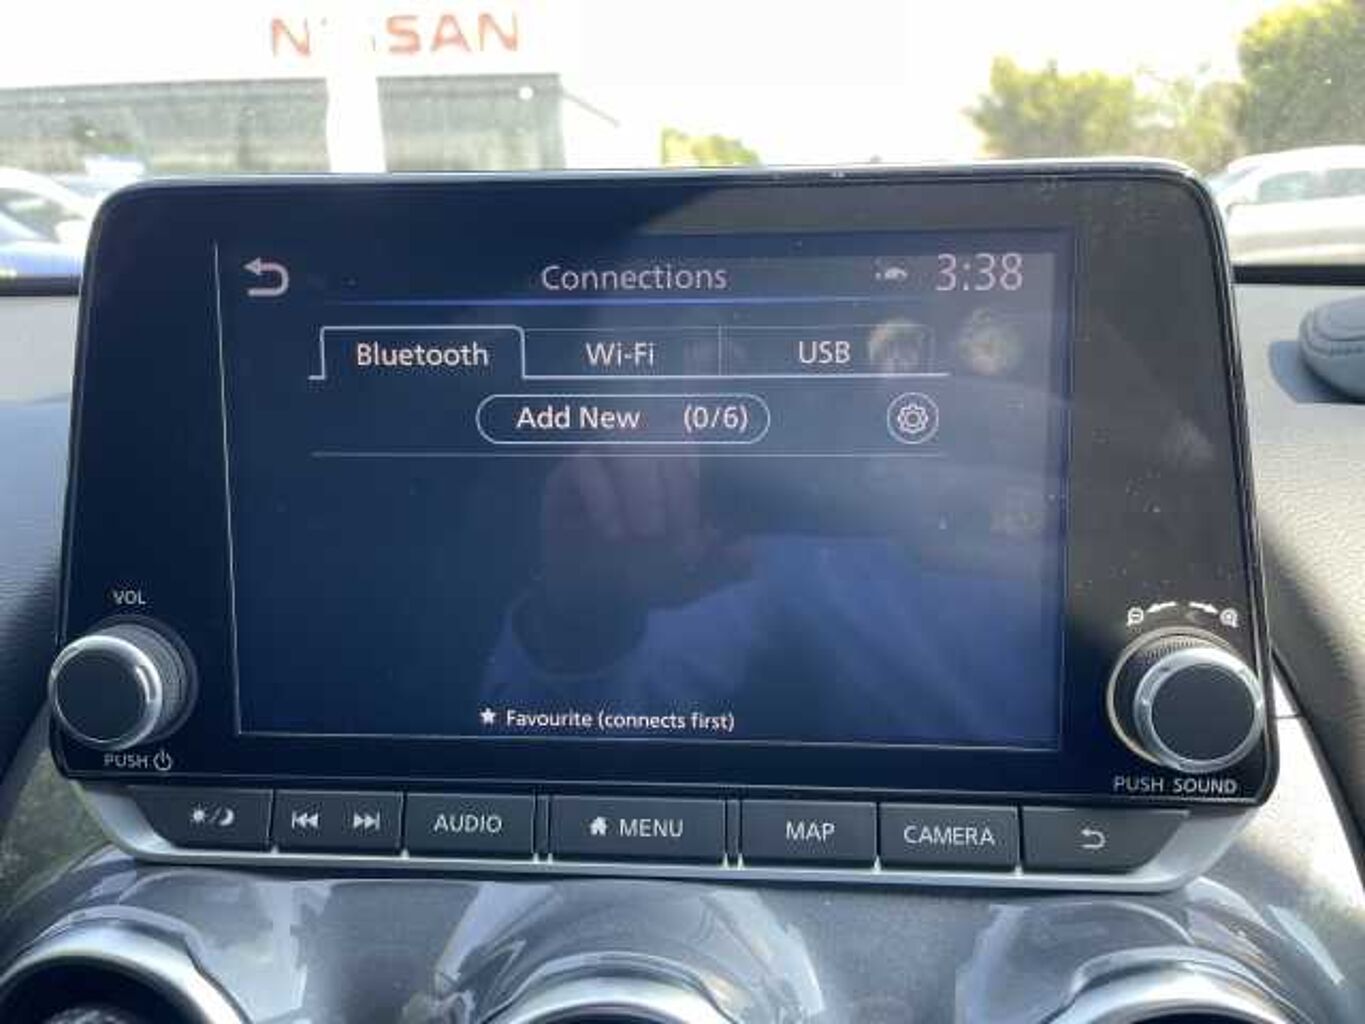 NISSAN
Connections 3:38
Bluetooth Wi-Fi USB
Add New (0/6)
★ Favourite (connects first)
VOL
PUSH
PUSH SOUND
AUDIO MENU MAP CAMERA